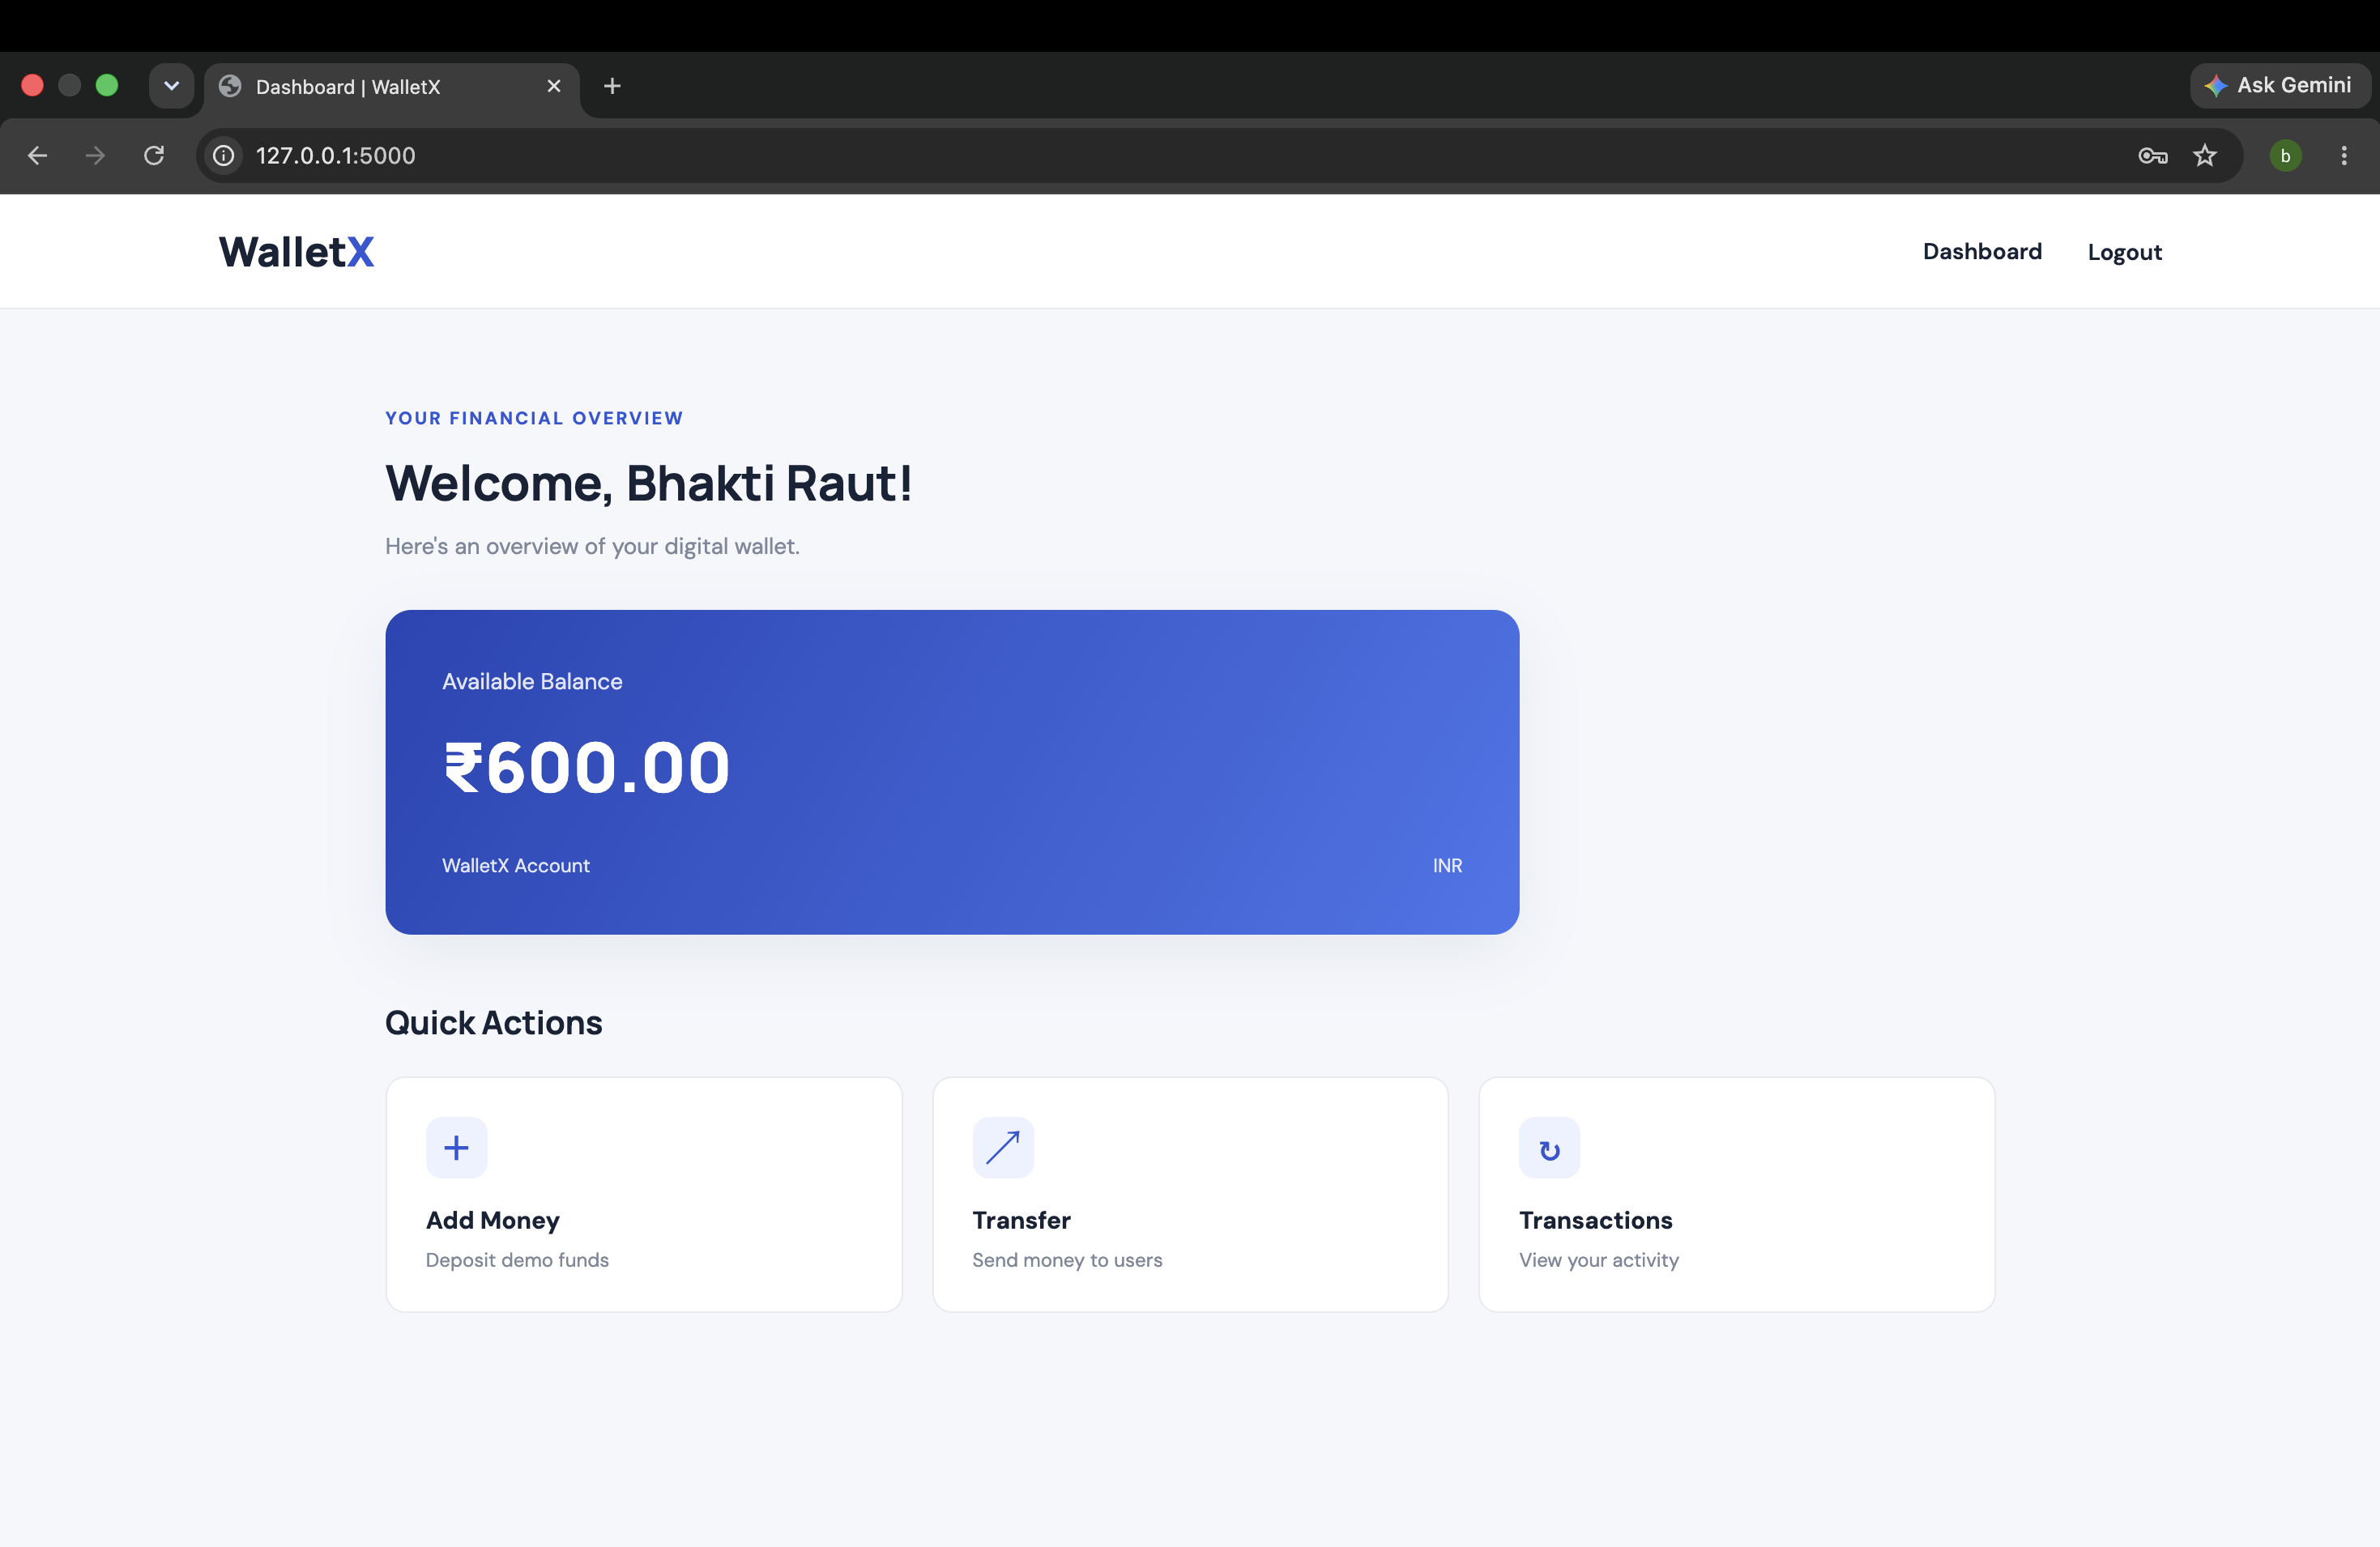 Dashboard | WalletX
Ask Gemini
127.0.0.1:5000
b
WalletX
Dashboard
Logout
YOUR FINANCIAL OVERVIEW
Welcome, Bhakti Raut!
Here's an overview of your digital wallet.
Available Balance
₹600.00
WalletX Account
INR
Quick Actions
Add Money
Deposit demo funds
Transfer
Send money to users
Transactions
View your activity